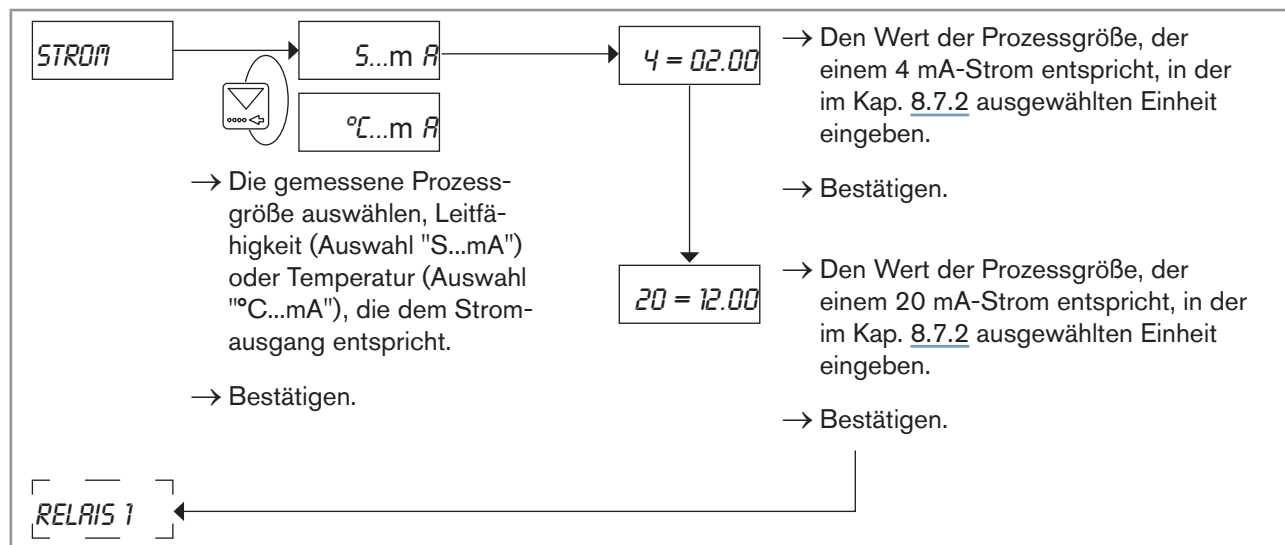 STROM
S...m A
°C...m A
→ Die gemessene Prozess-
größe auswählen, Leitfä-
higkeit (Auswahl "S...mA")
oder Temperatur (Auswahl
"°C...mA"), die dem Strom-
ausgang entspricht.
→ Bestätigen.
4 = 02.00
→ Den Wert der Prozessgröße, der
einem 4 mA-Strom entspricht, in der
im Kap. 8.7.2 ausgewählten Einheit
eingeben.
→ Bestätigen.
20 = 12.00
→ Den Wert der Prozessgröße, der
einem 20 mA-Strom entspricht, in der
im Kap. 8.7.2 ausgewählten Einheit
eingeben.
→ Bestätigen.
RELAIS 1